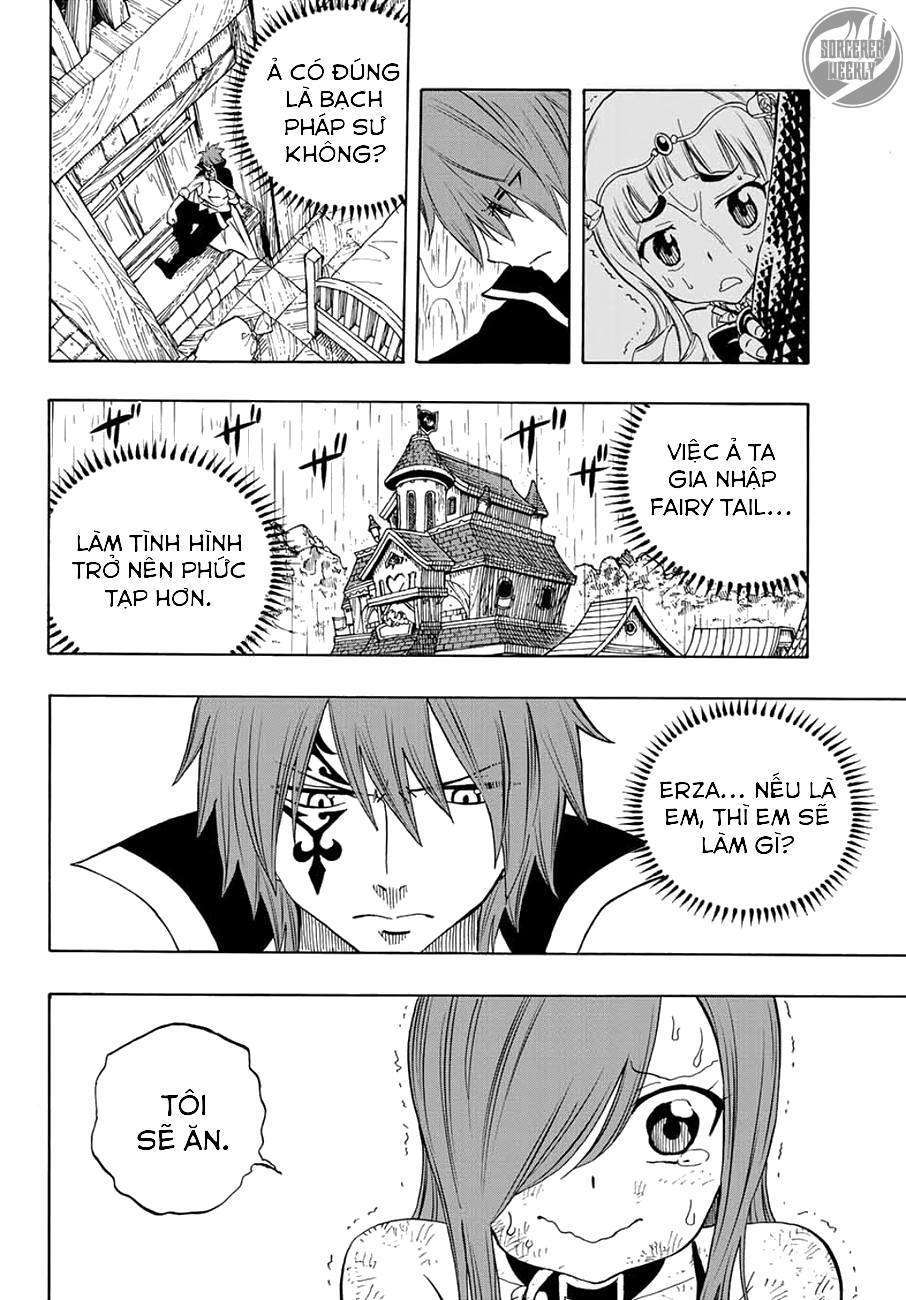 SORCERER
WEEKLY
Ả CÓ ĐÚNG
LÀ BẠCH
PHÁP SƯ
KHÔNG?
VIỆC Ả TA
GIA NHẬP
FAIRY TAIL...
LÀM TÌNH HÌNH
TRỞ NÊN PHỨC
TẠP HƠN.
ERZA... NẾU LÀ
EM, THÌ EM SẼ
LÀM GÌ?
TÔI
SẼ ĂN.